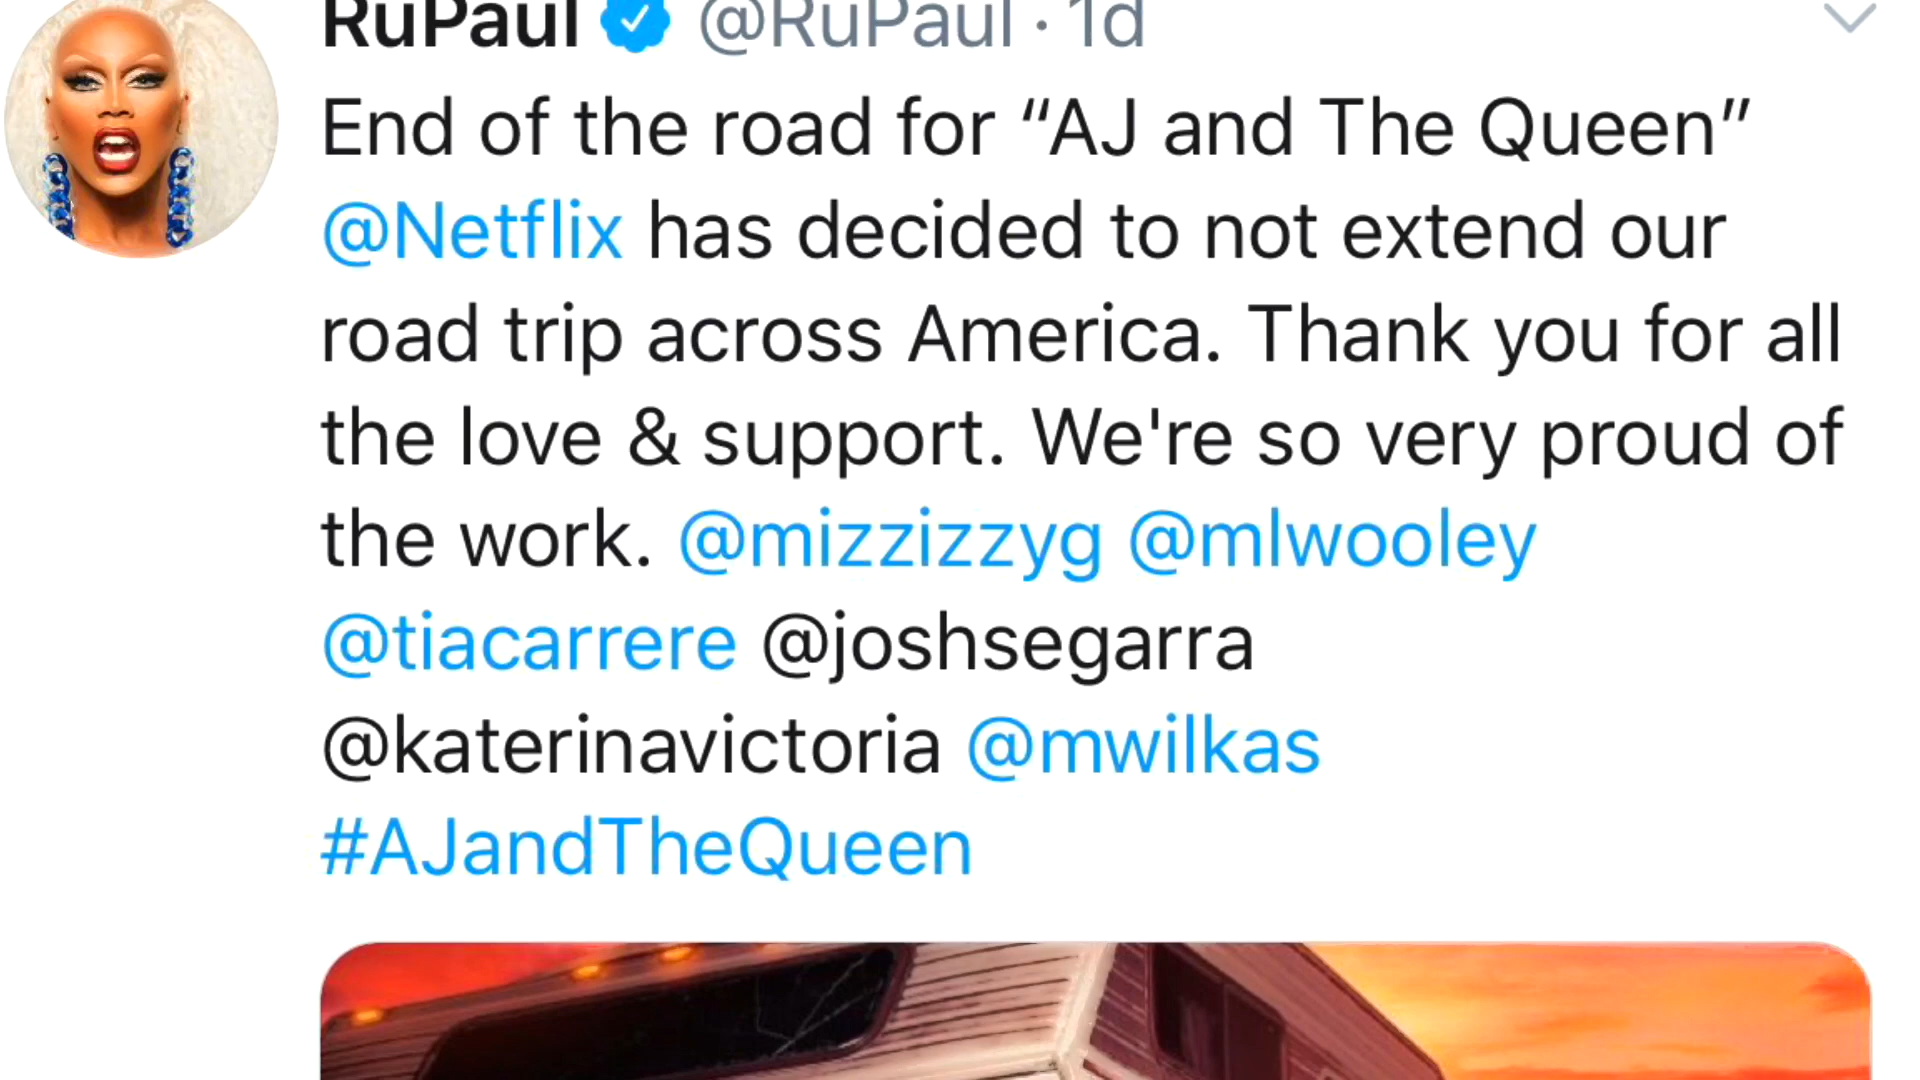 RuPaul @RuPaul · 1d
End of the road for “AJ and The Queen”
@Netflix has decided to not extend our
road trip across America. Thank you for all
the love & support. We're so very proud of
the work. @mizzizzyg @mlwooley
@tiacarrere @joshsegarra
@katerinavictoria @mwilkas
#AJandTheQueen